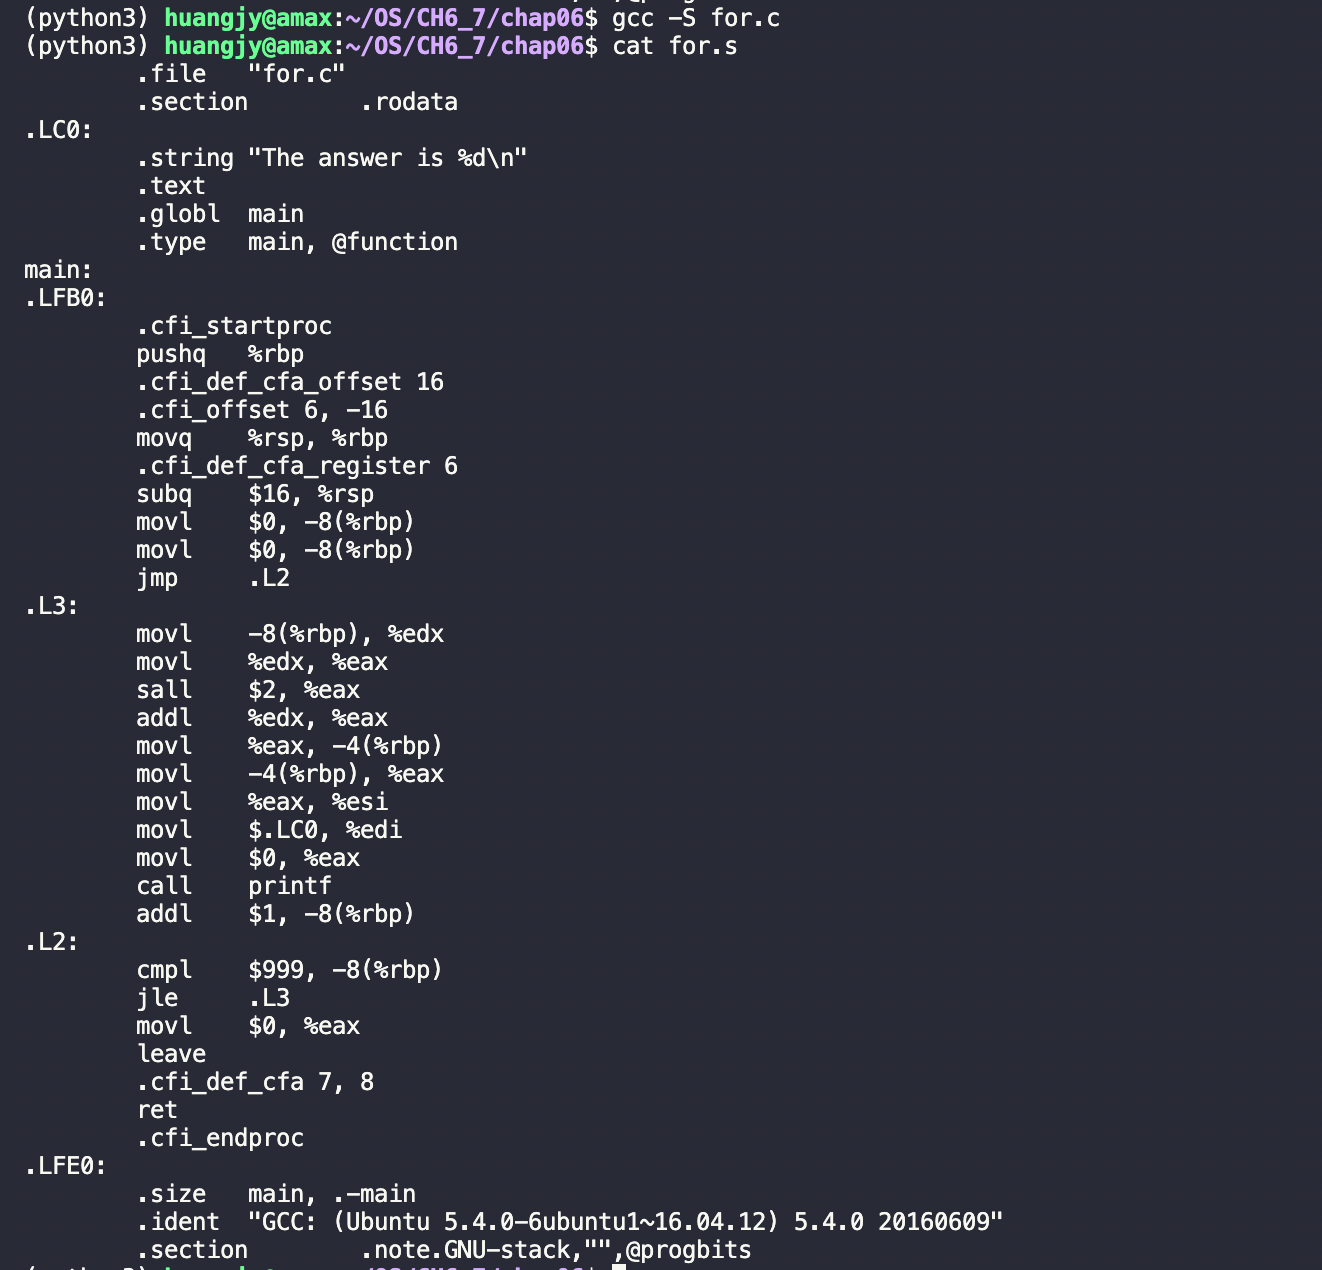 (python3) huangjy@amax:~/OS/CH6_7/chap06$ gcc -S for.c
(python3) huangjy@amax:~/OS/CH6_7/chap06$ cat for.s
        .file   "for.c"
        .section        .rodata
.LC0:
        .string "The answer is %d\n"
        .text
        .globl  main
        .type   main, @function
main:
.LFB0:
        .cfi_startproc
        pushq   %rbp
        .cfi_def_cfa_offset 16
        .cfi_offset 6, -16
        movq    %rsp, %rbp
        .cfi_def_cfa_register 6
        subq    $16, %rsp
        movl    $0, -8(%rbp)
        movl    $0, -8(%rbp)
        jmp     .L2
.L3:
        movl    -8(%rbp), %edx
        movl    %edx, %eax
        sall    $2, %eax
        addl    %edx, %eax
        movl    %eax, -4(%rbp)
        movl    -4(%rbp), %eax
        movl    %eax, %esi
        movl    $.LC0, %edi
        movl    $0, %eax
        call    printf
        addl    $1, -8(%rbp)
.L2:
        cmpl    $999, -8(%rbp)
        jle     .L3
        movl    $0, %eax
        leave
        .cfi_def_cfa 7, 8
        ret
        .cfi_endproc
.LFE0:
        .size   main, .-main
        .ident  "GCC: (Ubuntu 5.4.0-6ubuntu1~16.04.12) 5.4.0 20160609"
        .section        .note.GNU-stack,"",@progbits